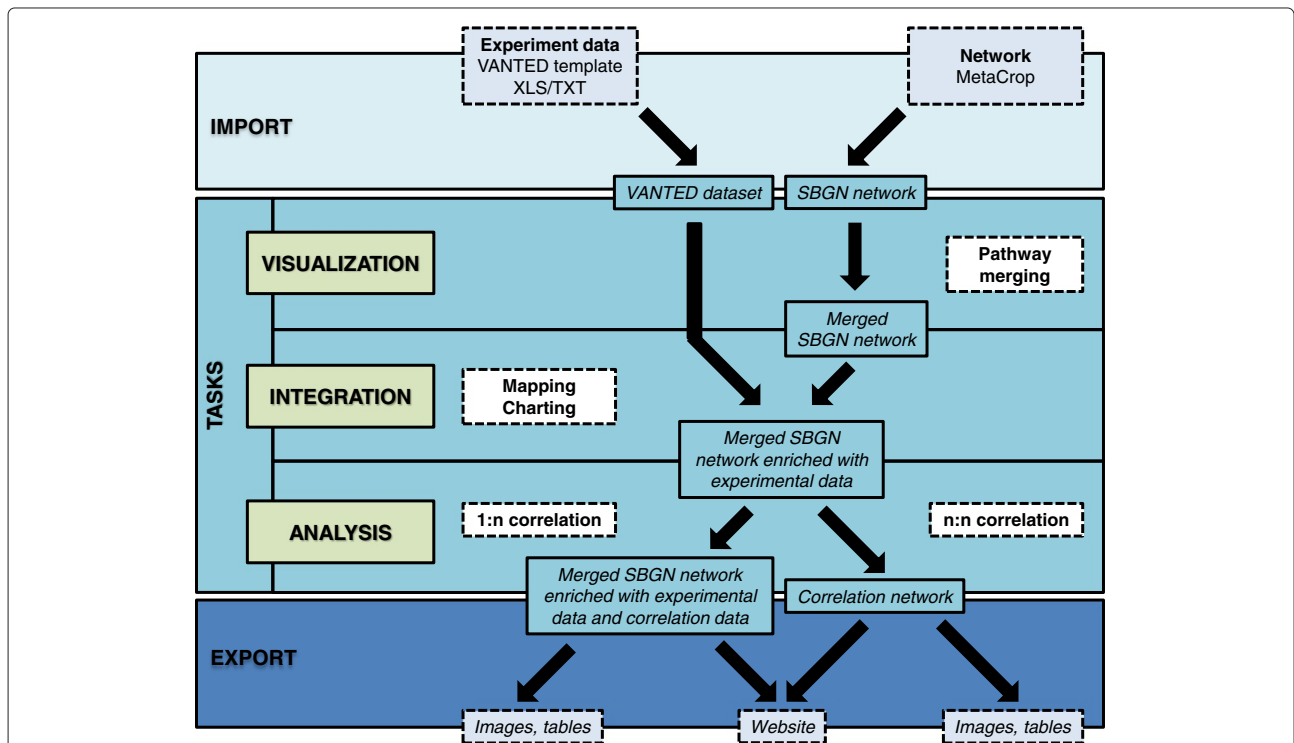 Experiment data
VANTED template
XLS/TXT
Network
MetaCrop
IMPORT
VANTED dataset
SBGN network
TASKS
VISUALIZATION
Pathway
merging
Merged
SBGN network
INTEGRATION
Mapping
Charting
Merged SBGN
network enriched with
experimental data
ANALYSIS
1:n correlation
n:n correlation
Merged SBGN network
enriched with experimental
data and correlation data
Correlation network
EXPORT
Images, tables
Website
Images, tables